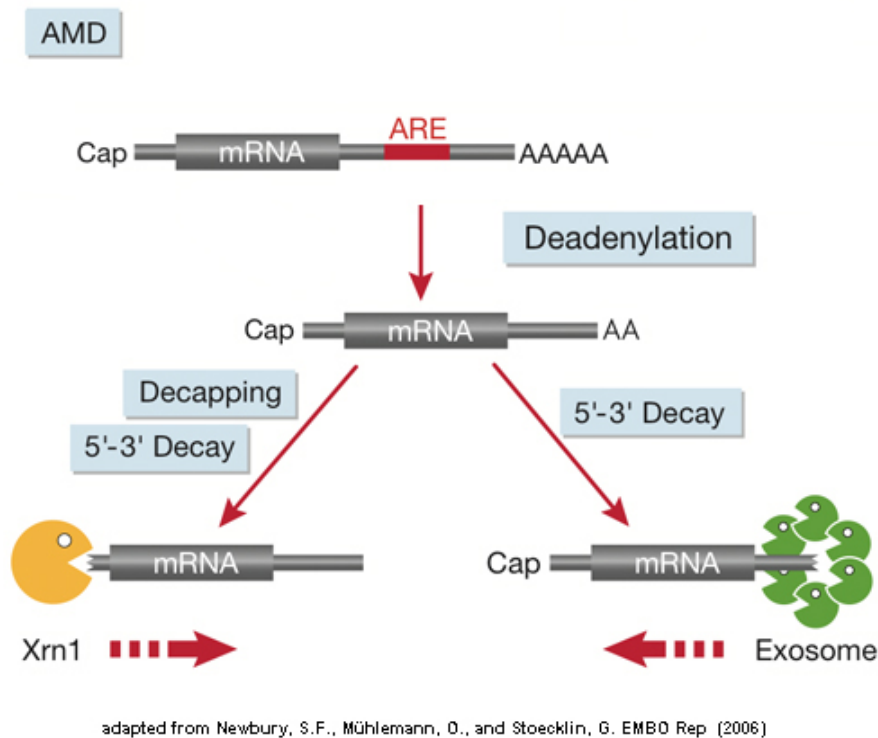 AMD
ARE
Cap mRNA AAAAA
Deadenylation
Cap mRNA AA
Decapping
5'-3' Decay
5'-3' Decay
mRNA
Cap mRNA
Xrn1
Exosome
adapted from Newbury, S.F., Mühlemann, O., and Stoecklin, G. EMBO Rep (2006)